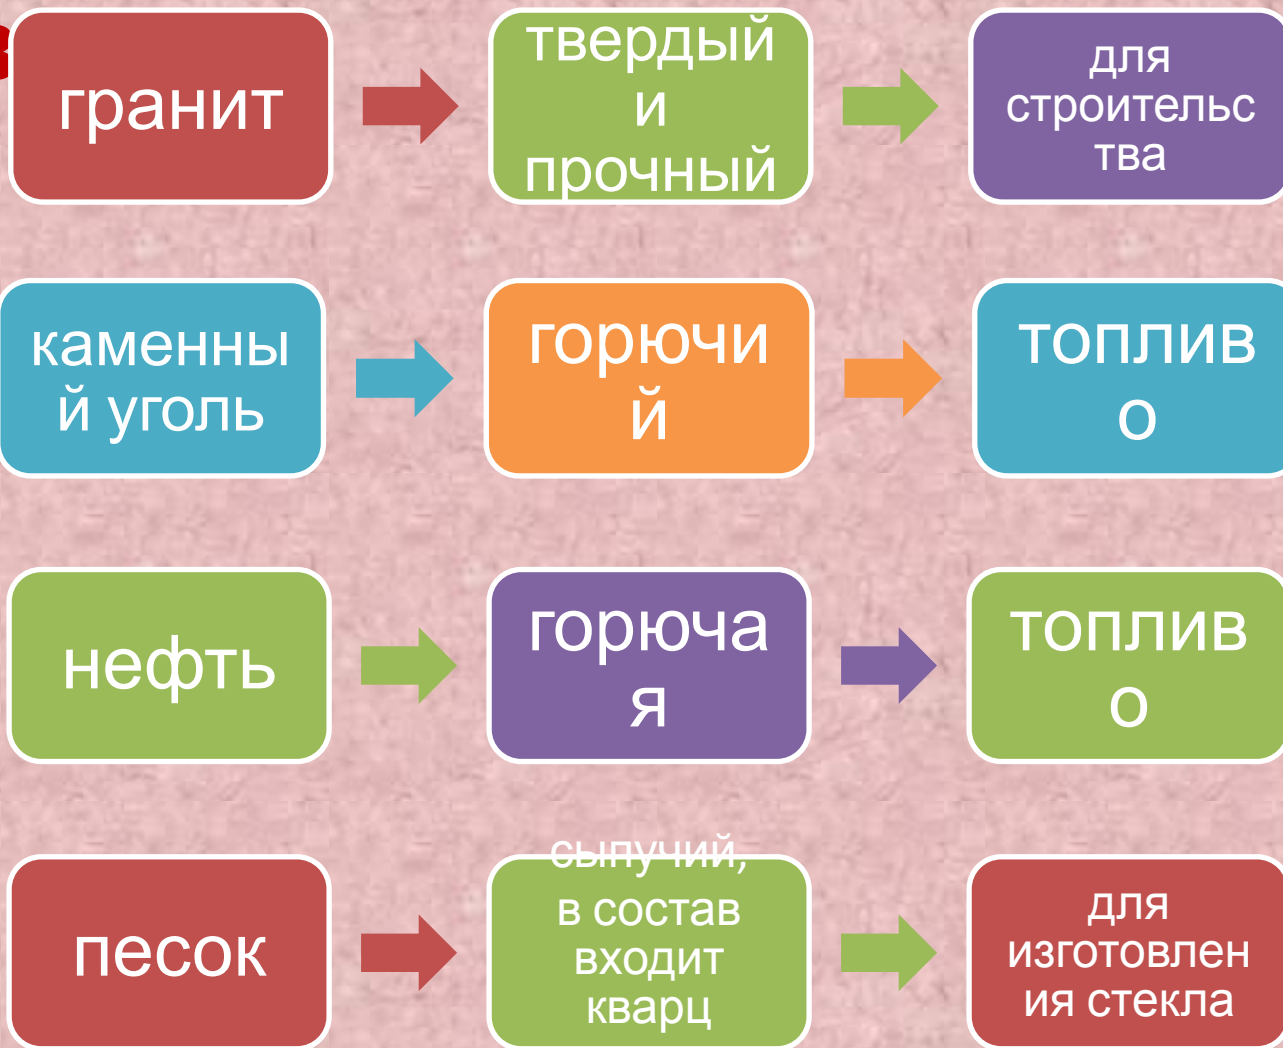 гранит
твердый
и
прочный
для
строительс
тва
каменны
й уголь
горючи
й
топлив
о
нефть
горюча
я
топлив
о
песок
сыпучий,
в состав
входит
кварц
для
изготовлен
ия стекла